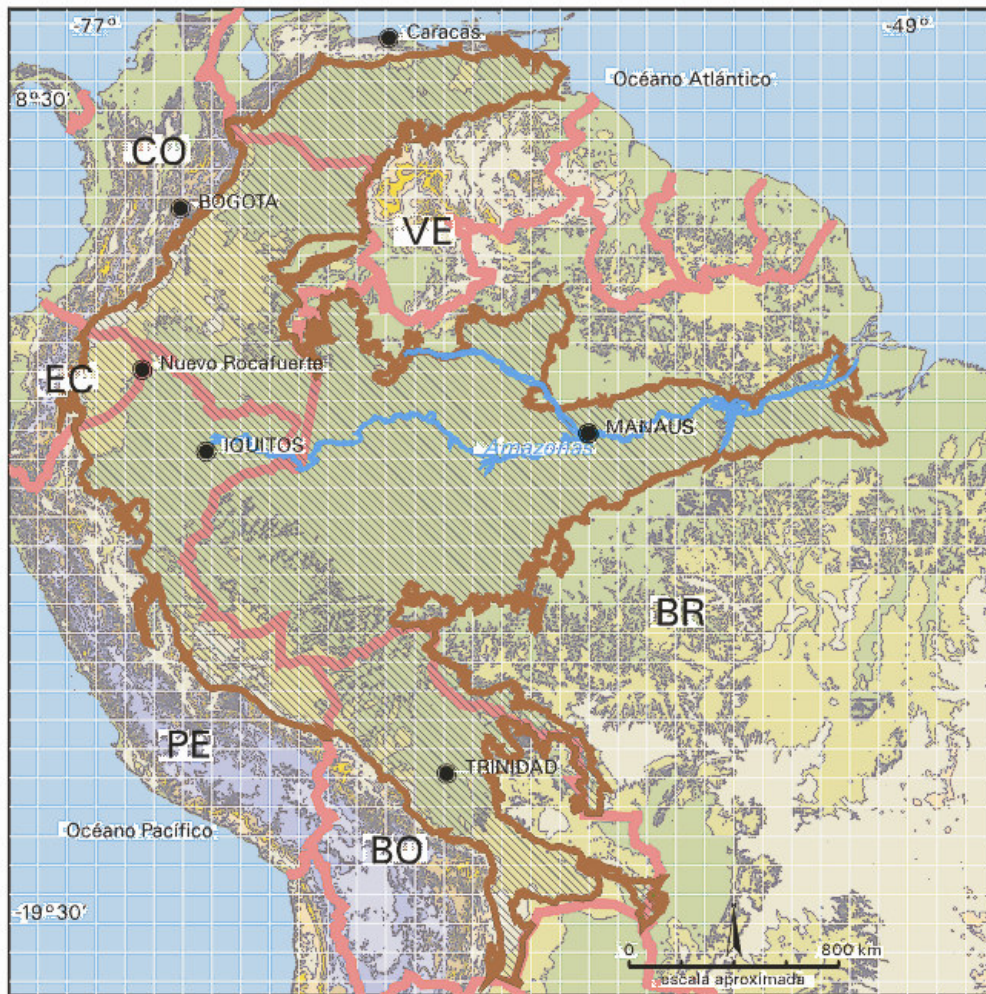 -77°
-49°
Caracas
Océano Atlántico
8°30'
CO
BOGOTA
VE
Nuevo Rocafuerte
EC
MANAUS
IQUITOS
Amazonas
BR
PE
TRINIDAD
Océano Pacífico
BO
-19°30'
0
800 km
escala aproximada